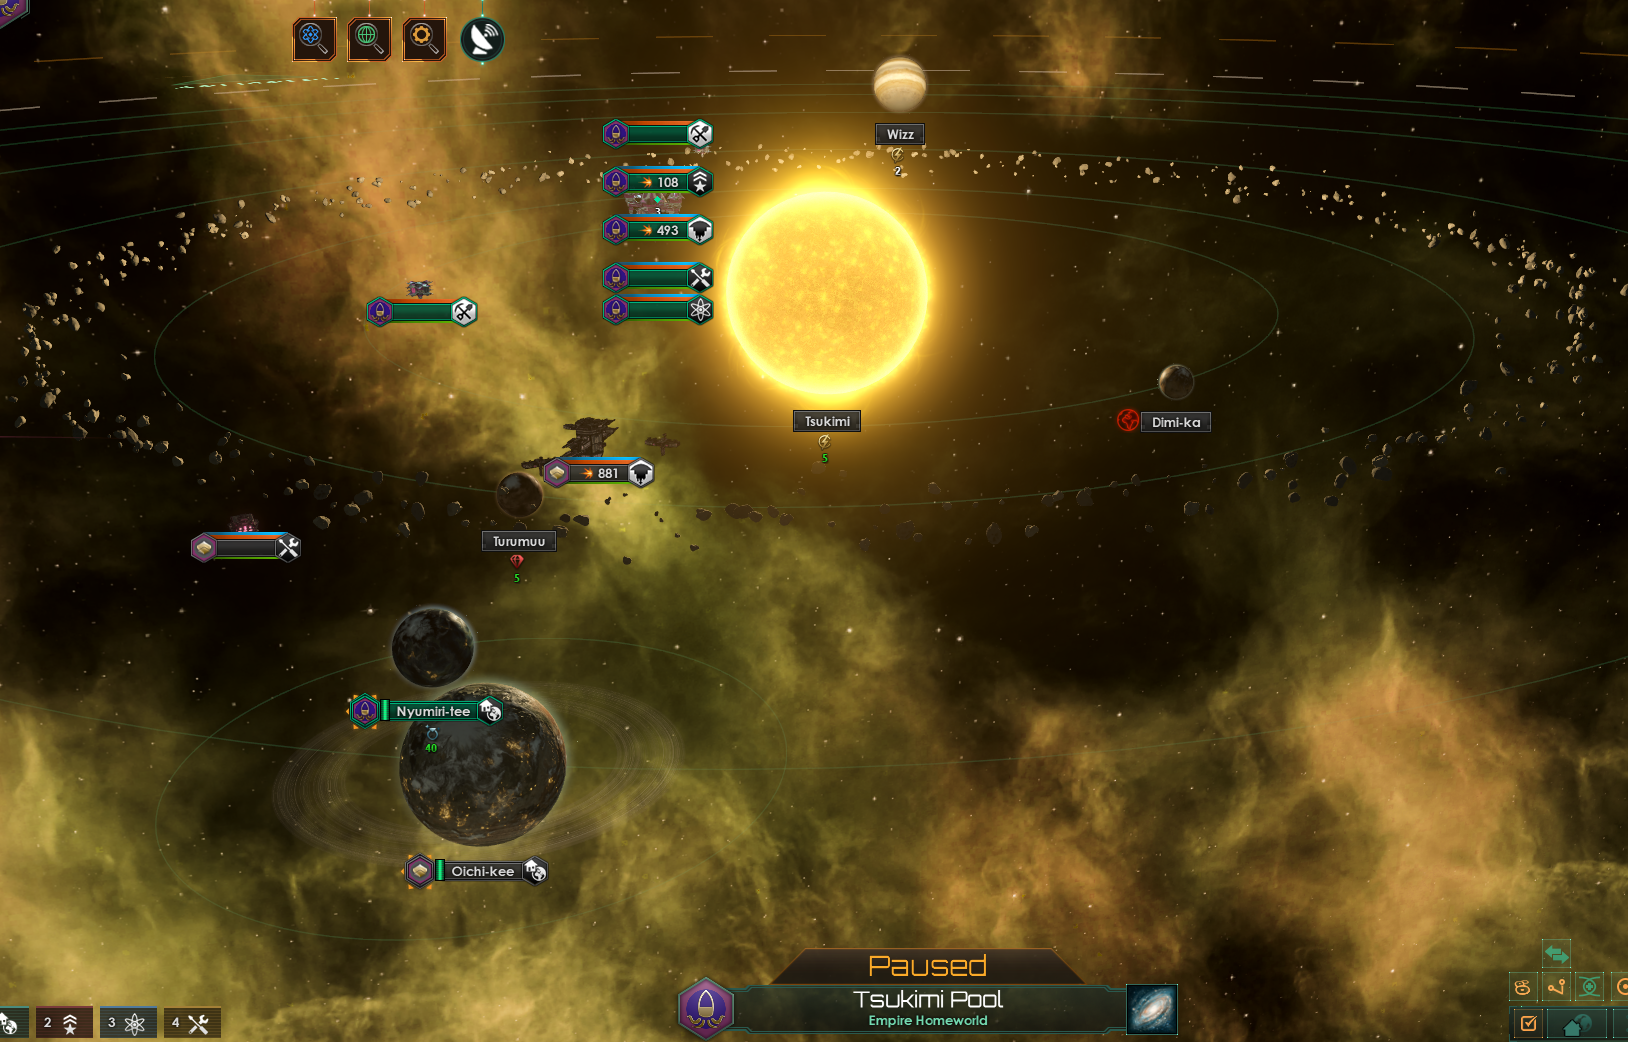 Wizz
2
108
3
493
Tsukimi
5
Dimi-ka
881
Turumuu
5
Nyumiri-tee
40
Oichi-kee
Paused
Tsukimi Pool
Empire Homeworld
2
3
4